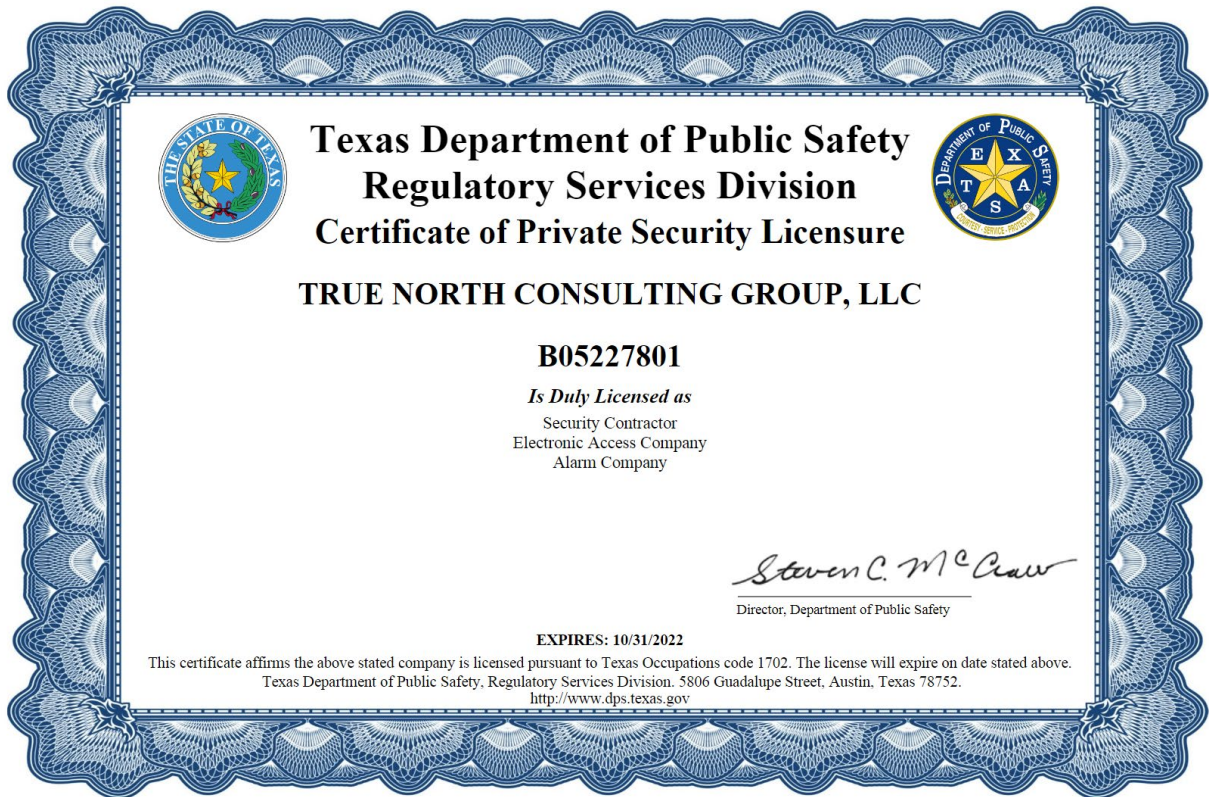 THE STATE OF TEXAS
Texas Department of Public Safety
Regulatory Services Division
Certificate of Private Security Licensure
DEPARTMENT OF PUBLIC SAFETY
TEXAS
COURTESY - SERVICE - PROTECTION
TRUE NORTH CONSULTING GROUP, LLC
B05227801
Is Duly Licensed as
Security Contractor
Electronic Access Company
Alarm Company
Steven C. McCraw
Director, Department of Public Safety
EXPIRES: 10/31/2022
This certificate affirms the above stated company is licensed pursuant to Texas Occupations code 1702. The license will expire on date stated above.
Texas Department of Public Safety, Regulatory Services Division. 5806 Guadalupe Street, Austin, Texas 78752.
http://www.dps.texas.gov